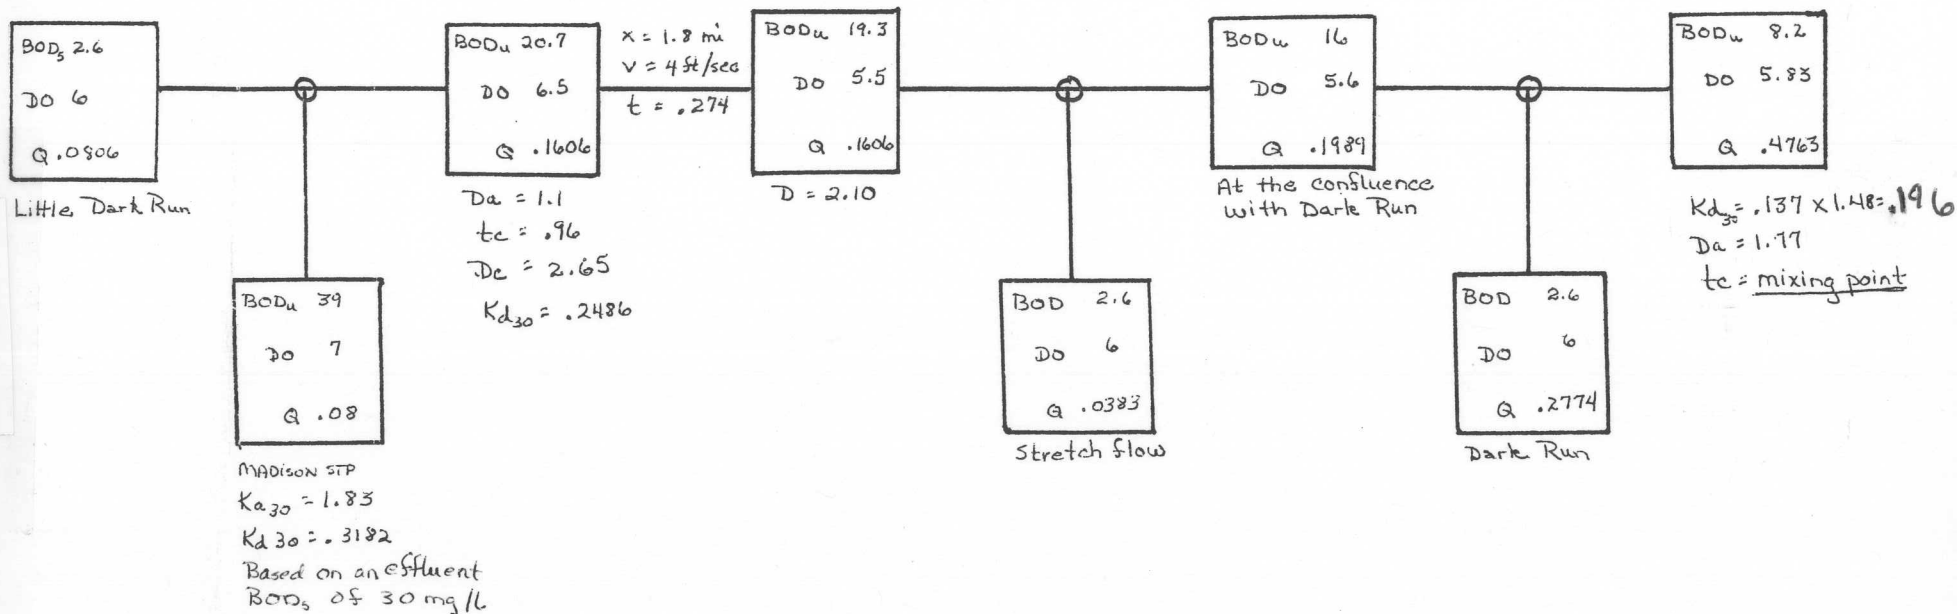 BOD5 2.6
DO 6
Q .0806
Little Dark Run
BODu 39
DO 7
Q .08
MADISON STP
Ka30 = 1.83
Kd30 = .3182
Based on an effluent
BOD5 of 30 mg/L
BODu 20.7
DO 6.5
Q .1606
Da = 1.1
tc = .96
Dc = 2.65
Kd30 = .2486
x = 1.8 mi
v = 4 ft/sec
t = .274
BODu 19.3
DO 5.5
Q .1606
D = 2.10
BOD 2.6
DO 6
Q .0383
Stretch flow
BODu 16
DO 5.6
Q .1989
At the confluence
with Dark Run
BOD 2.6
DO 6
Q .2774
Dark Run
BODu 8.2
DO 5.83
Q .4763
Kd30 = .137 x 1.48 = .196
Da = 1.77
tc = mixing point